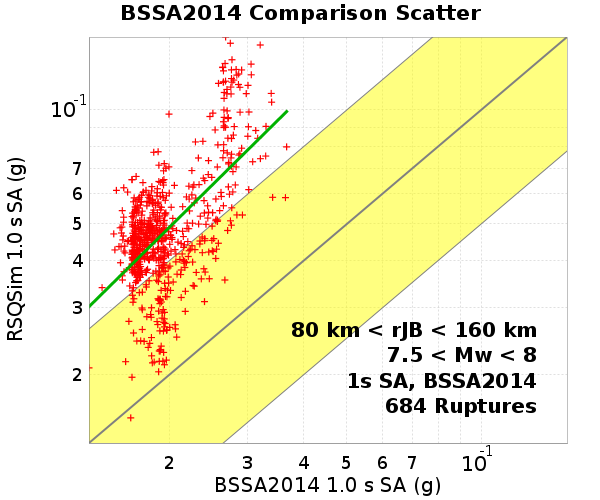 BSSA2014 Comparison Scatter
RSQSim 1.0 s SA (g)
10^-1
7
6
5
4
3
2
80 km < rJB < 160 km
7.5 < Mw < 8
1s SA, BSSA2014
684 Ruptures
2 3 4 5 6 7 10^-1
BSSA2014 1.0 s SA (g)